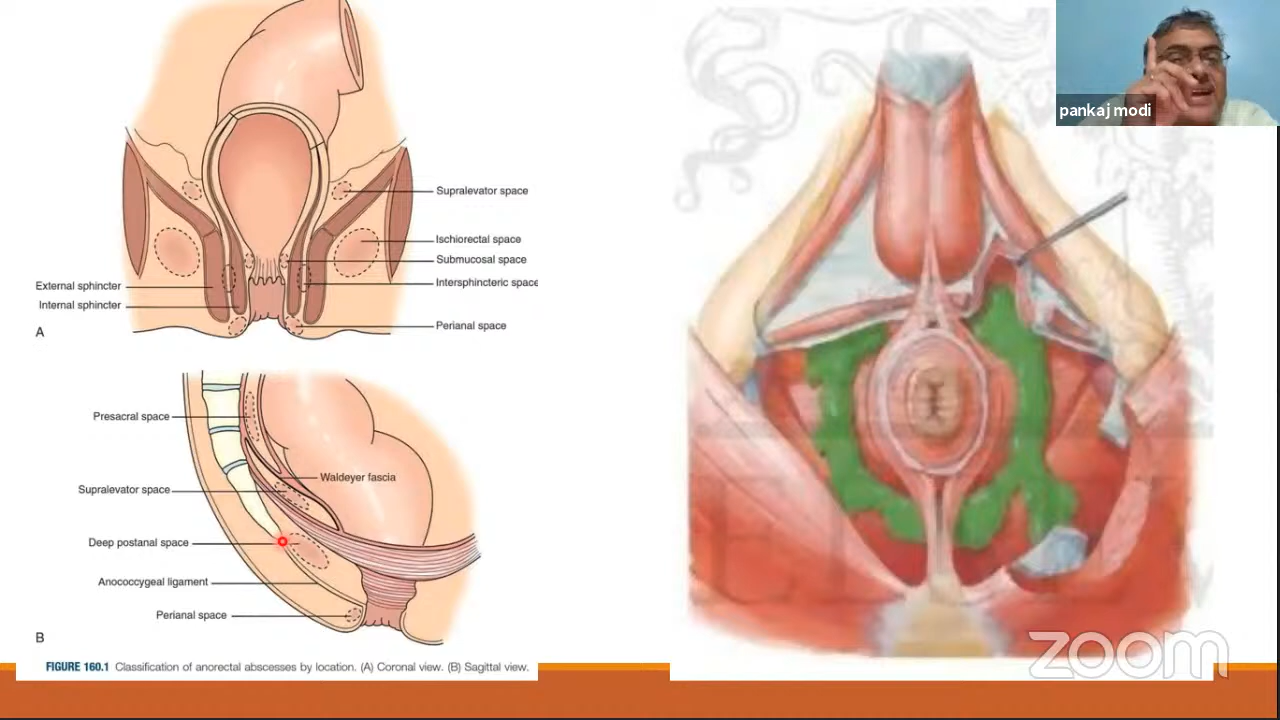 pankaj modi
Supralevator space
Ischiorectal space
Submucosal space
Intersphincteric space
External sphincter
Internal sphincter
Perianal space
A
Presacral space
Waldeyer fascia
Supralevator space
Deep postanal space
Anococcygeal ligament
Perianal space
B
FIGURE 160.1 Classification of anorectal abscesses by location. (A) Coronal view. (B) Sagittal view.
zoom